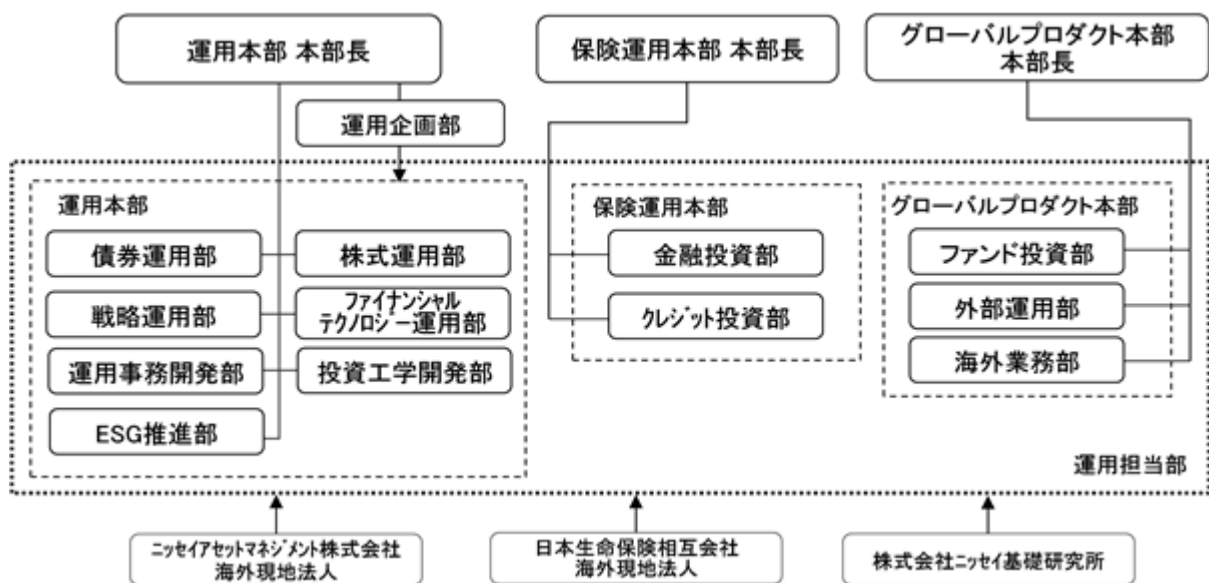 運用本部 本部長
保険運用本部 本部長
グローバルプロダクト本部
本部長
運用企画部
運用本部
債券運用部
株式運用部
戦略運用部
ファイナンシャル
テクノロジー運用部
運用事務開発部
投資工学開発部
ESG推進部
保険運用本部
金融投資部
クレジット投資部
グローバルプロダクト本部
ファンド投資部
外部運用部
海外業務部
運用担当部
ニッセイアセットマネジメント株式会社
海外現地法人
日本生命保険相互会社
海外現地法人
株式会社ニッセイ基礎研究所